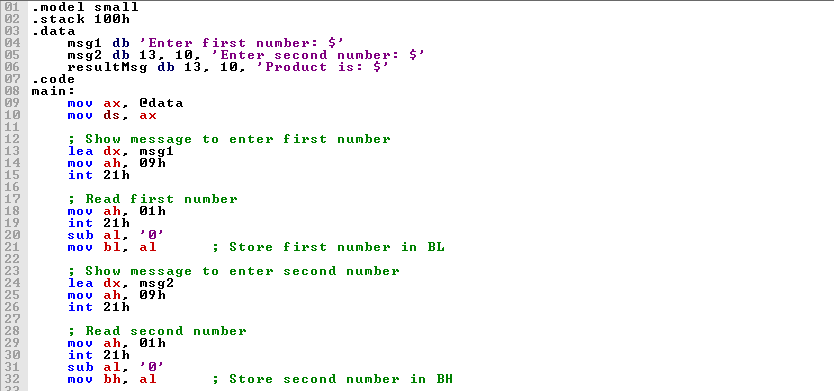 01 .model small
02 .stack 100h
03 .data
04     msg1 db 'Enter first number: $'
05     msg2 db 13, 10, 'Enter second number: $'
06     resultMsg db 13, 10, 'Product is: $'
07 .code
08 main:
09     mov ax, @data
10     mov ds, ax
11
12     ; Show message to enter first number
13     lea dx, msg1
14     mov ah, 09h
15     int 21h
16
17     ; Read first number
18     mov ah, 01h
19     int 21h
20     sub al, '0'
21     mov bl, al      ; Store first number in BL
22
23     ; Show message to enter second number
24     lea dx, msg2
25     mov ah, 09h
26     int 21h
27
28     ; Read second number
29     mov ah, 01h
30     int 21h
31     sub al, '0'
32     mov bh, al      ; Store second number in BH